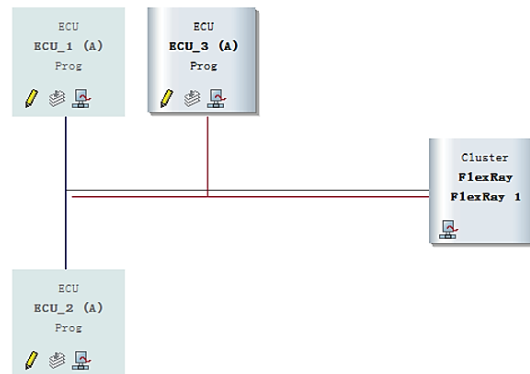 ECU
ECU_1 (A)
Prog
ECU
ECU_3 (A)
Prog
Cluster
FlexRay
FlexRay 1
ECU
ECU_2 (A)
Prog